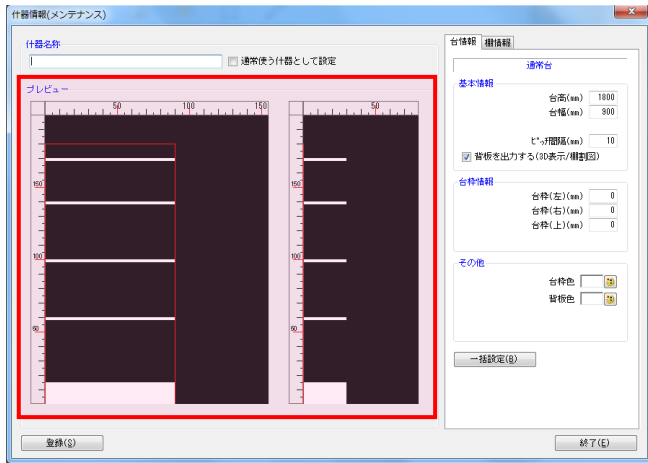 什器情報(メンテナンス)
什器名称
通常使う什器として設定
プレビュー
50 100 150
50
150
100
50
150
100
50
台情報 棚情報
通常台
基本情報
台高(mm) 1800
台幅(mm) 900
ピッチ間隔(mm) 10
背板を出力する(3D表示/棚割図)
台枠情報
台枠(左)(mm) 0
台枠(右)(mm) 0
台枠(上)(mm) 0
その他
台枠色
背板色
一括設定(B)
登録(S)
終了(E)